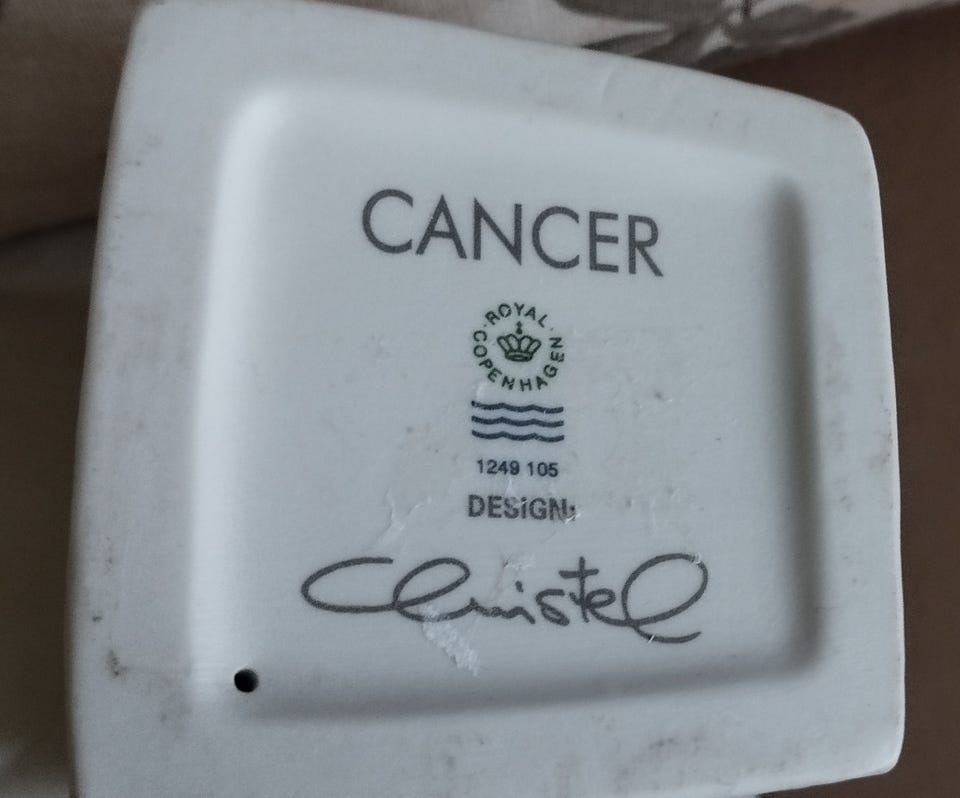 CANCER
ROYAL
COPENHAGEN
1249 105
DESIGN:
Christel